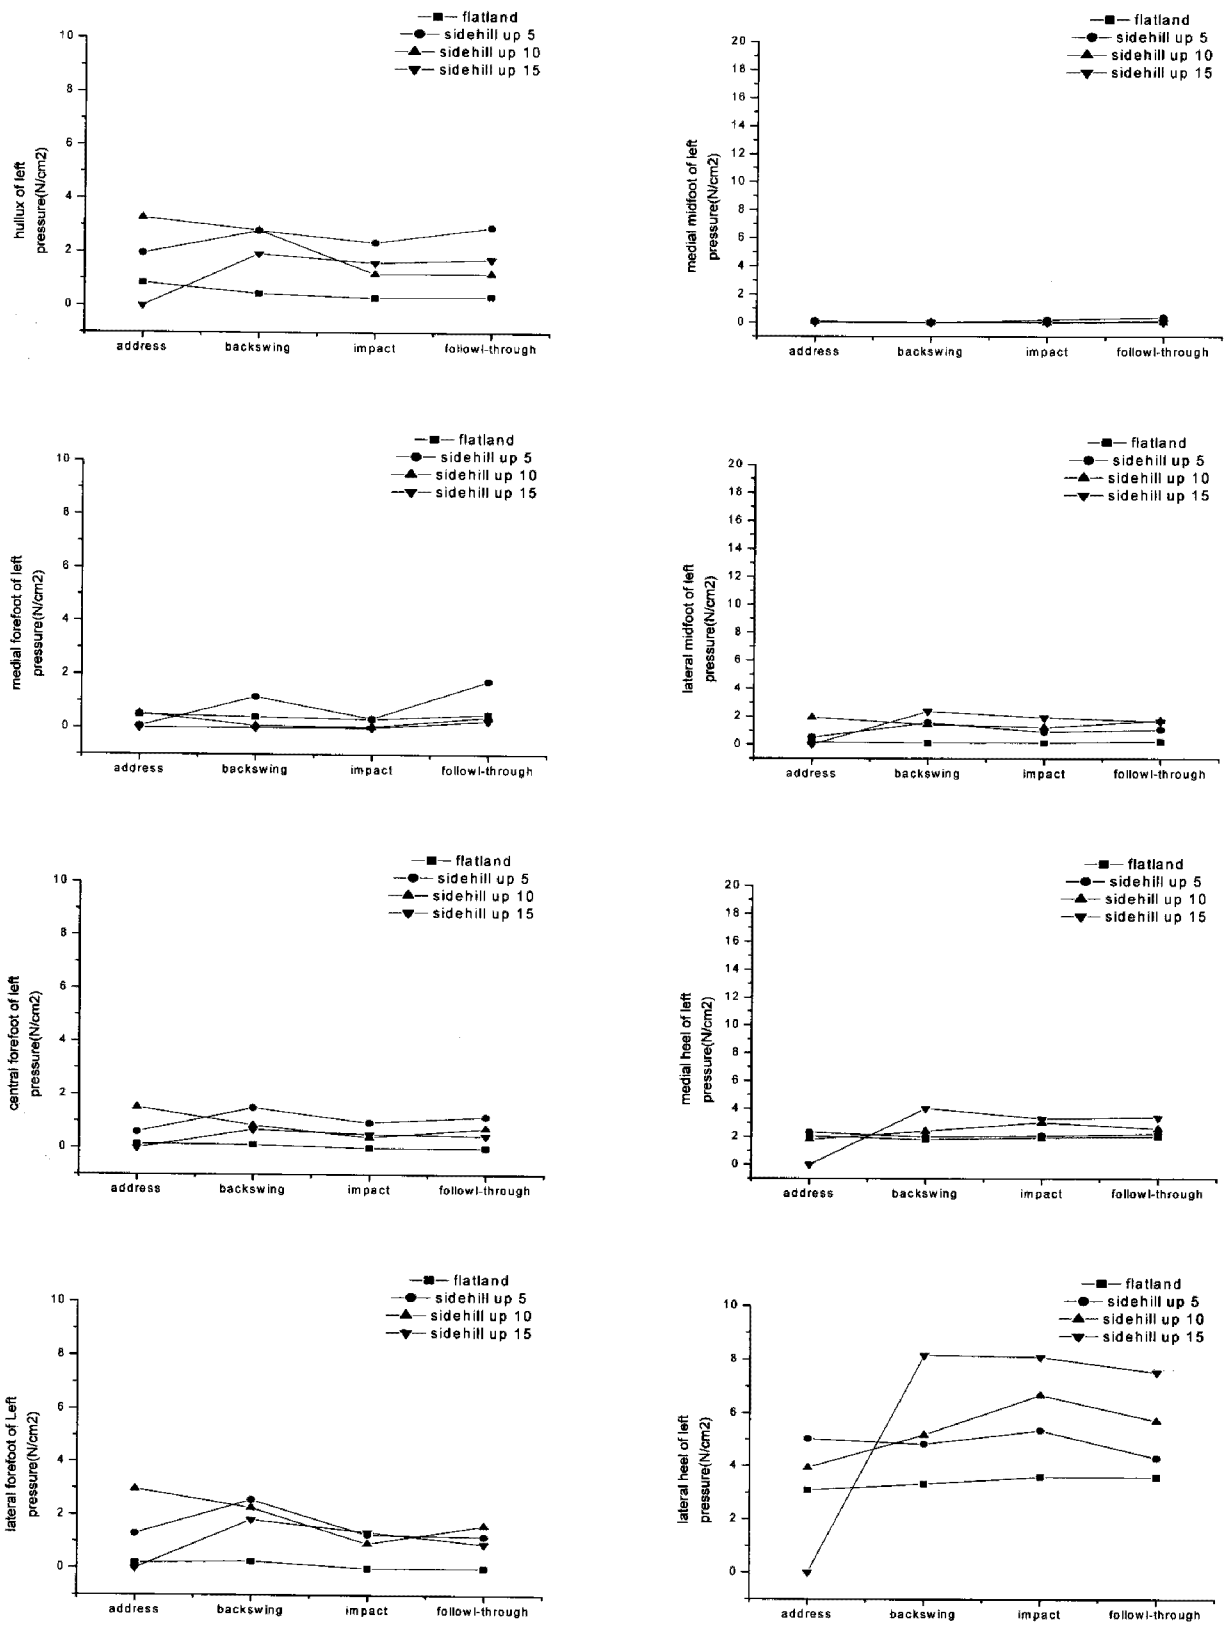 flatland
sidehill up 5
sidehill up 10
sidehill up 15
10
8
6
4
2
0
hullux of left
pressure(N/cm2)
address backswing impact followl-through
flatland
sidehill up 5
sidehill up 10
sidehill up 15
20
18
16
14
12
10
8
6
4
2
0
medial midfoot of left
pressure(N/cm2)
address backswing impact followl-through
flatland
sidehill up 5
sidehill up 10
sidehill up 15
10
8
6
4
2
0
medial forefoot of left
pressure(N/cm2)
address backswing impact followl-through
flatland
sidehill up 5
sidehill up 10
sidehill up 15
20
18
16
14
12
10
8
6
4
2
0
lateral midfoot of left
pressure(N/cm2)
address backswing impact followl-through
flatland
sidehill up 5
sidehill up 10
sidehill up 15
10
8
6
4
2
0
central forefoot of left
pressure(N/cm2)
address backswing impact followl-through
flatland
sidehill up 5
sidehill up 10
sidehill up 15
20
18
16
14
12
10
8
6
4
2
0
medial heel of left
pressure(N/cm2)
address backswing impact followl-through
flatland
sidehill up 5
sidehill up 10
sidehill up 15
10
8
6
4
2
0
lateral forefoot of Left
pressure(N/cm2)
address backswing impact followl-through
flatland
sidehill up 5
sidehill up 10
sidehill up 15
10
8
6
4
2
0
lateral heel of left
pressure(N/cm2)
address backswing impact followl-through